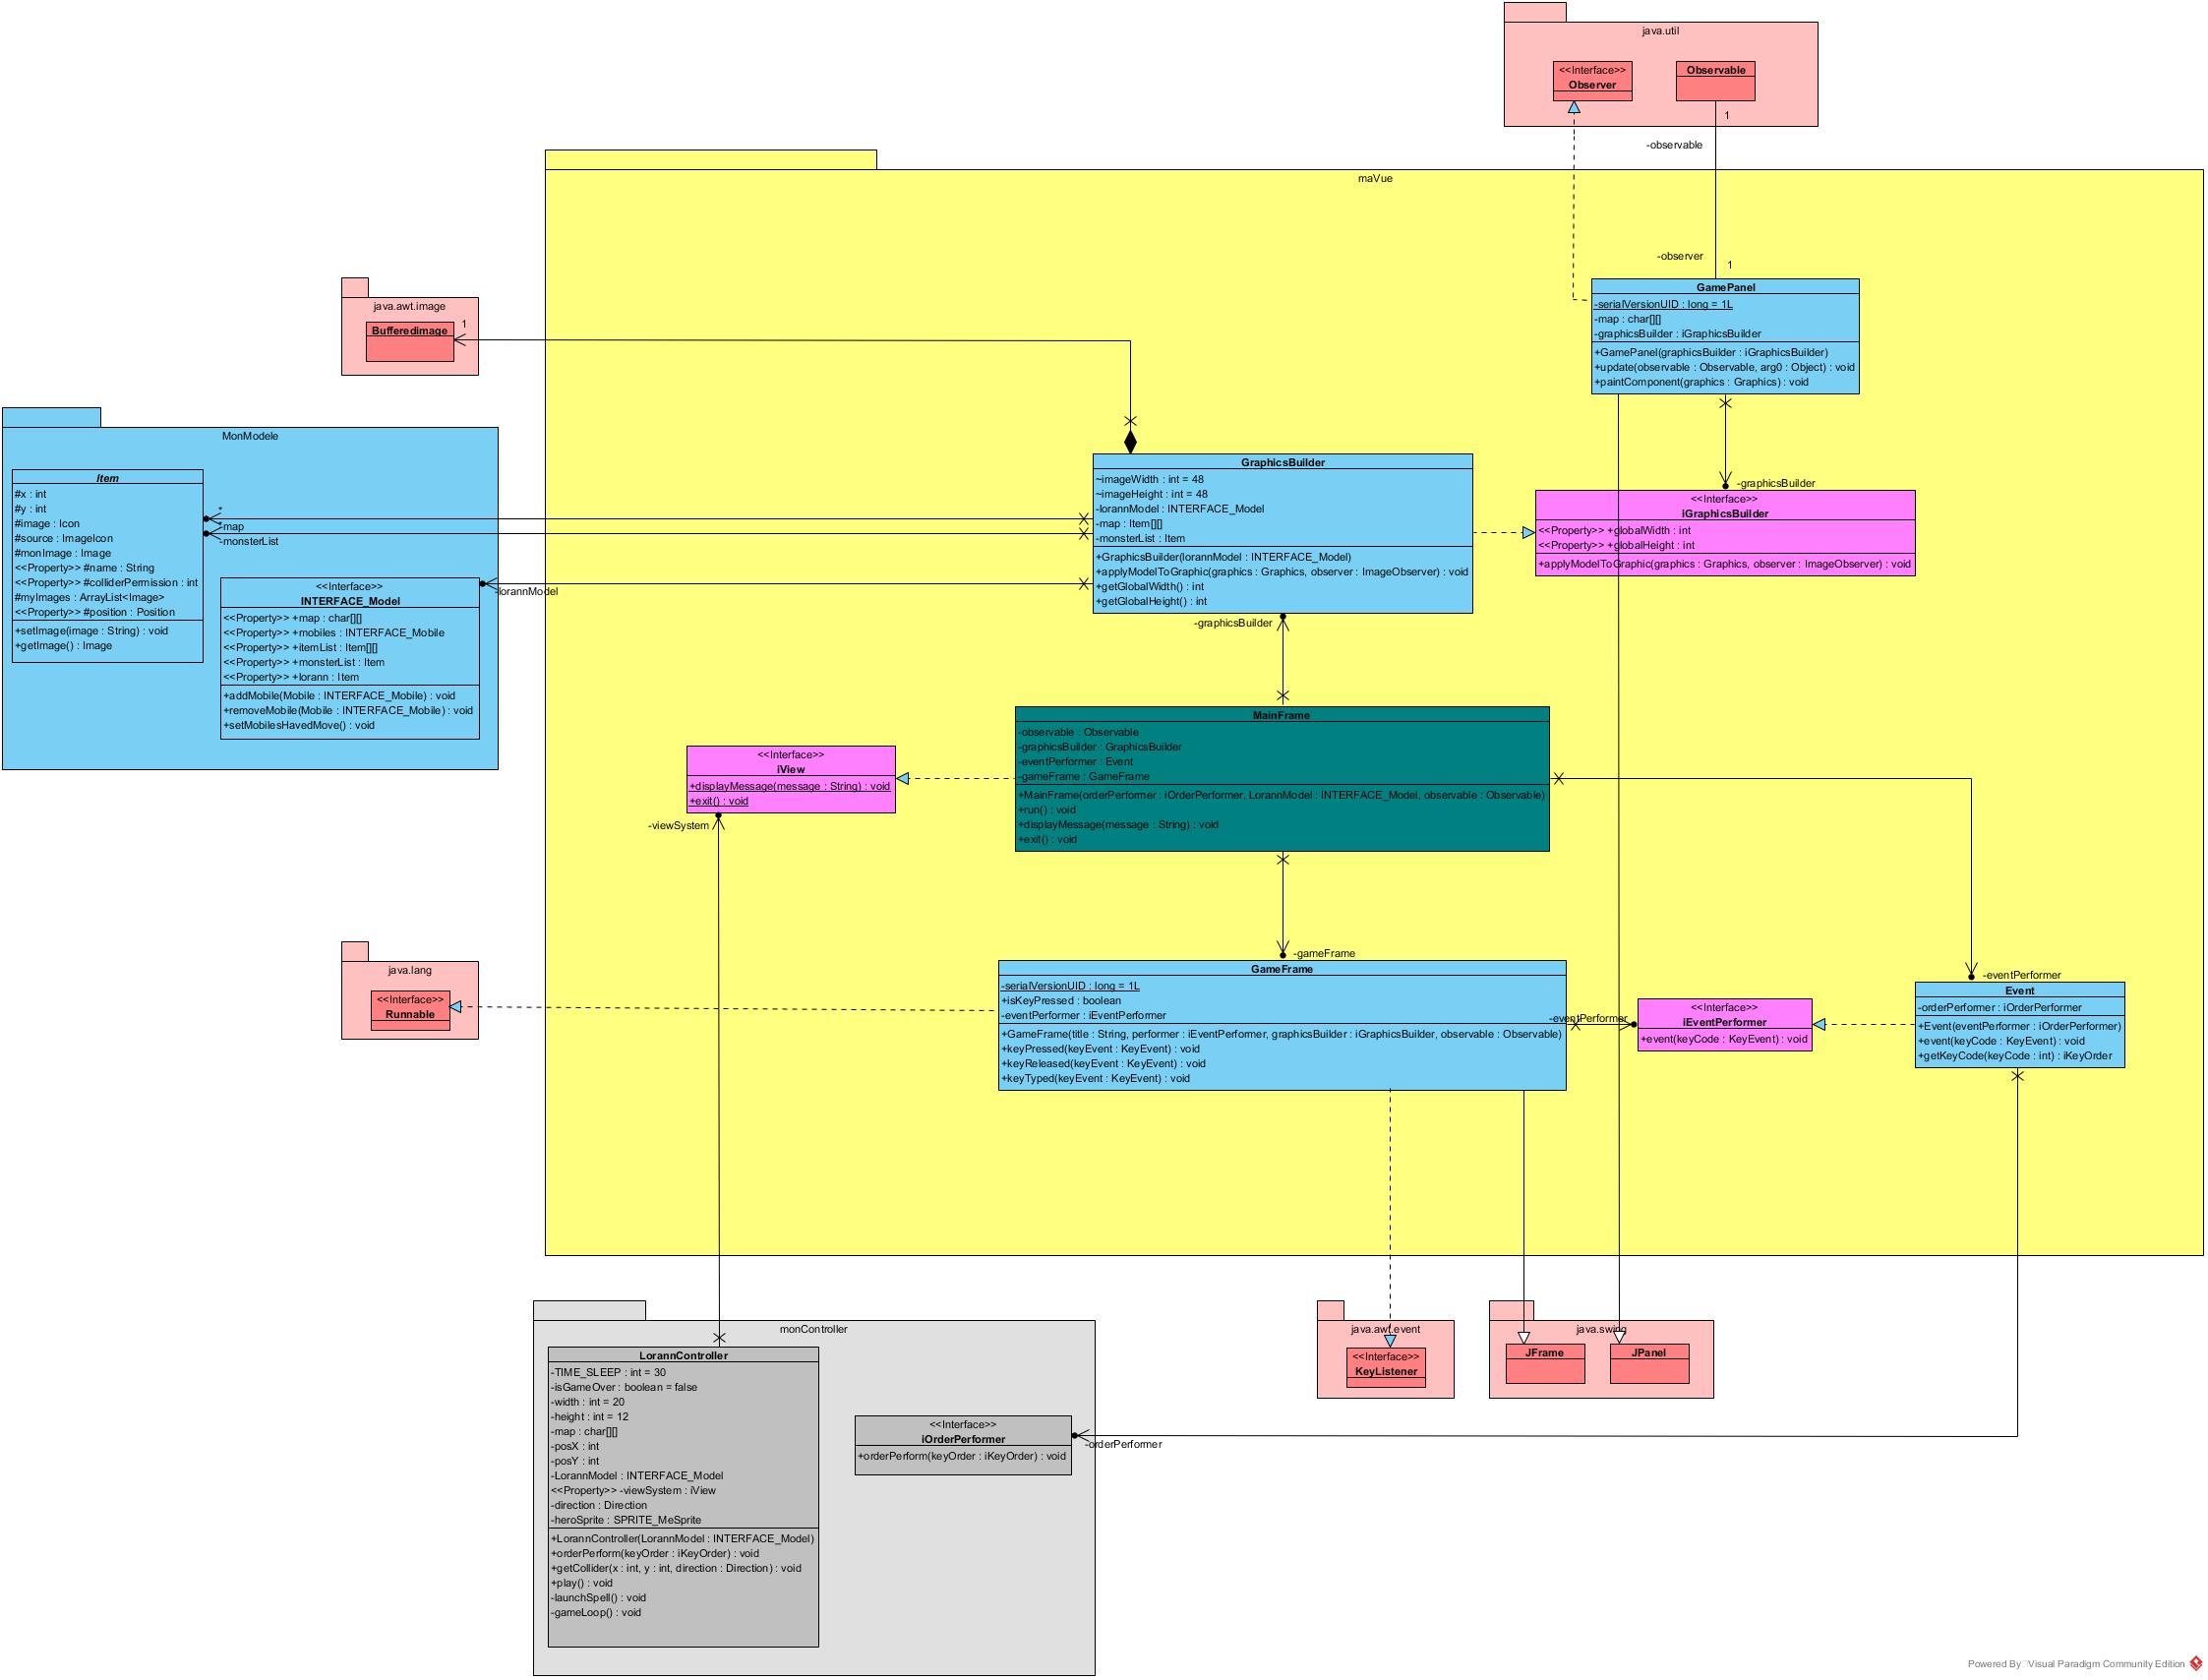 java.util
<<Interface>>
Observer
Observable
1
-observable
maVue
-observer
1
GamePanel
-serialVersionUID : long = 1L
-map : char[][]
-graphicsBuilder : iGraphicsBuilder
+GamePanel(graphicsBuilder : iGraphicsBuilder)
+update(observable : Observable, arg0 : Object) : void
+paintComponent(graphics : Graphics) : void
java.awt.image
BufferedImage
1
MonModele
Item
#x : int
#y : int
#image : Icon
#source : ImageIcon
#monImage : Image
<<Property>> #name : String
<<Property>> #colliderPermission : int
#myImages : ArrayList<Image>
<<Property>> #position : Position
+setImage(image : String) : void
+getImage() : Image
*
-map
*
-monsterList
<<Interface>>
INTERFACE_Model
<<Property>> +map : char[][]
<<Property>> +mobiles : INTERFACE_Mobile
<<Property>> +itemList : Item[][]
<<Property>> +monsterList : Item
<<Property>> +lorann : Item
+addMobile(Mobile : INTERFACE_Mobile) : void
+removeMobile(Mobile : INTERFACE_Mobile) : void
+setMobilesHavedMove() : void
-lorannModel
GraphicsBuilder
~imageWidth : int = 48
~imageHeight : int = 48
-lorannModel : INTERFACE_Model
-map : Item[][]
-monsterList : Item
+GraphicsBuilder(lorannModel : INTERFACE_Model)
+applyModelToGraphic(graphics : Graphics, observer : ImageObserver) : void
+getGlobalWidth() : int
+getGlobalHeight() : int
-graphicsBuilder
-graphicsBuilder
<<Interface>>
iGraphicsBuilder
<<Property>> +globalWidth : int
<<Property>> +globalHeight : int
+applyModelToGraphic(graphics : Graphics, observer : ImageObserver) : void
MainFrame
-observable : Observable
-graphicsBuilder : GraphicsBuilder
-eventPerformer : Event
-gameFrame : GameFrame
+MainFrame(orderPerformer : iOrderPerformer, LorannModel : INTERFACE_Model, observable : Observable)
+run() : void
+displayMessage(message : String) : void
+exit() : void
<<Interface>>
iView
+displayMessage(message : String) : void
+exit() : void
-viewSystem
-gameFrame
GameFrame
-serialVersionUID : long = 1L
+isKeyPressed : boolean
-eventPerformer : iEventPerformer
+GameFrame(title : String, performer : iEventPerformer, graphicsBuilder : iGraphicsBuilder, observable : Observable)
+keyPressed(keyEvent : KeyEvent) : void
+keyReleased(keyEvent : KeyEvent) : void
+keyTyped(keyEvent : KeyEvent) : void
java.lang
<<Interface>>
Runnable
-eventPerformer
<<Interface>>
iEventPerformer
+event(keyCode : KeyEvent) : void
-eventPerformer
Event
-orderPerformer : iOrderPerformer
+Event(eventPerformer : iOrderPerformer)
+event(keyCode : KeyEvent) : void
+getKeyCode(keyCode : int) : iKeyOrder
monController
LorannController
-TIME_SLEEP : int = 30
-isGameOver : boolean = false
-width : int = 20
-height : int = 12
-map : char[][]
-posX : int
-posY : int
-LorannModel : INTERFACE_Model
<<Property>> -viewSystem : iView
-direction : Direction
-heroSprite : SPRITE_MeSprite
+LorannController(LorannModel : INTERFACE_Model)
+orderPerform(keyOrder : iKeyOrder) : void
+getCollider(x : int, y : int, direction : Direction) : void
+play() : void
-launchSpell() : void
-gameLoop() : void
<<Interface>>
iOrderPerformer
+orderPerform(keyOrder : iKeyOrder) : void
-orderPerformer
java.awt.event
<<Interface>>
KeyListener
java.swing
JFrame
JPanel
Powered By Visual Paradigm Community Edition